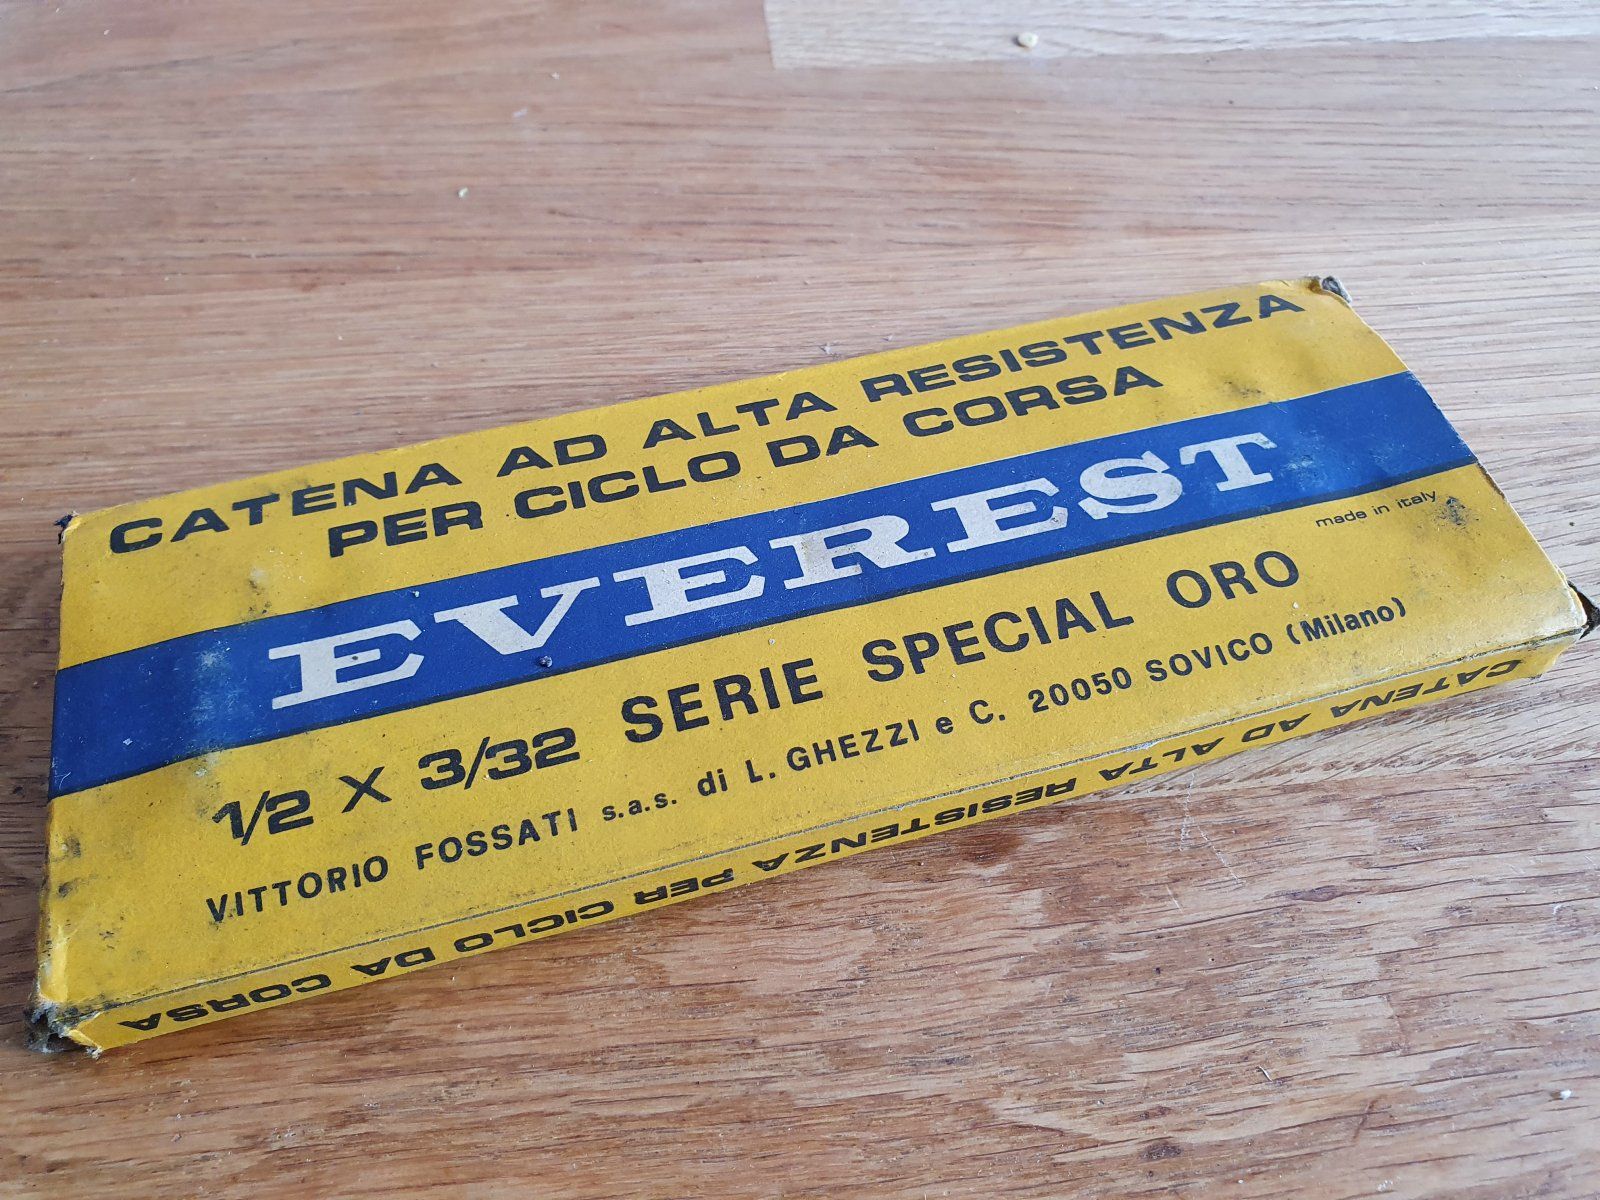 CATENA AD ALTA RESISTENZA
PER CICLO DA CORSA
EVEREST
made in italy
1/2 X 3/32 SERIE SPECIAL ORO
VITTORIO FOSSATI s.a.s. di L. GHEZZI e C. 20050 SOVICO (Milano)
CATENA AD ALTA RESISTENZA PER CICLO DA CORSA